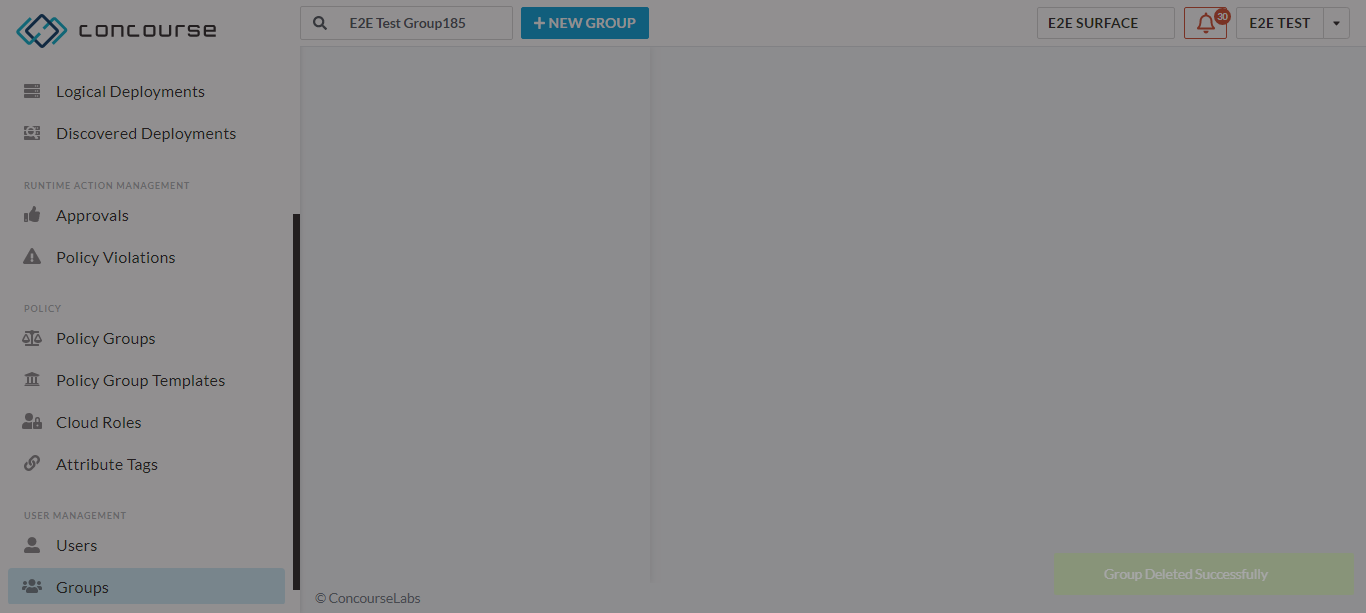 concourse
E2E Test Group185
NEW GROUP
E2E SURFACE
30
E2E TEST
Logical Deployments
Discovered Deployments
RUNTIME ACTION MANAGEMENT
Approvals
Policy Violations
POLICY
Policy Groups
Policy Group Templates
Cloud Roles
Attribute Tags
USER MANAGEMENT
Users
Groups
Group Deleted Successfully
© ConcourseLabs